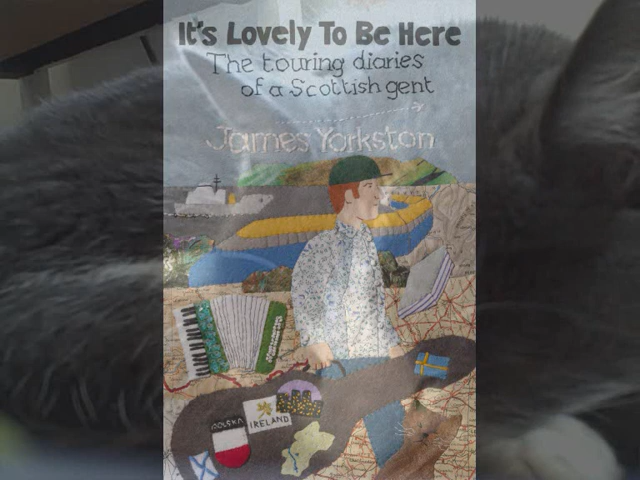 It's Lovely To Be Here
The touring diaries
of a Scottish gent
James Yorkston
POLSKA
IRELAND